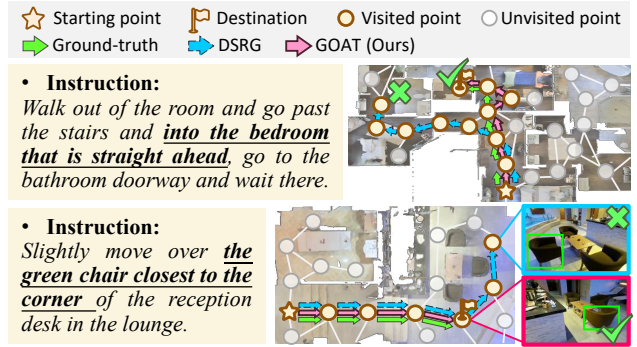 Starting point Destination Visited point Unvisited point
Ground-truth DSRG GOAT (Ours)
• Instruction:
Walk out of the room and go past
the stairs and into the bedroom
that is straight ahead, go to the
bathroom doorway and wait there.
• Instruction:
Slightly move over the
green chair closest to the
corner of the reception
desk in the lounge.